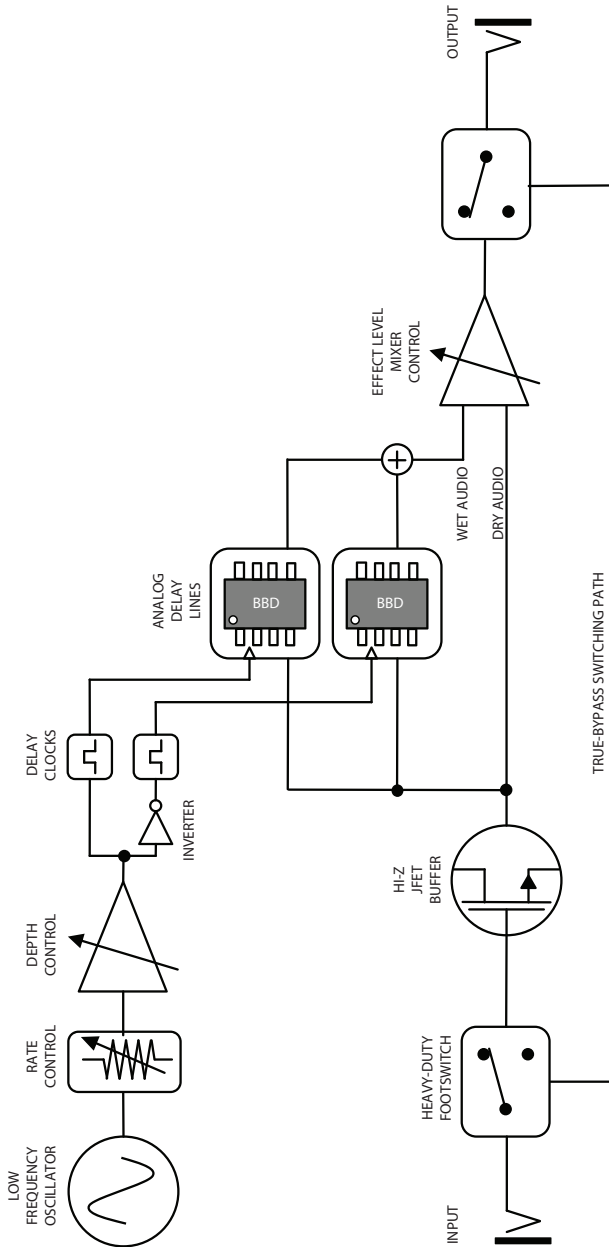 LOW
FREQUENCY
OSCILLATOR
RATE
CONTROL
DEPTH
CONTROL
DELAY
CLOCKS
INVERTER
ANALOG
DELAY
LINES
BBD
BBD
EFFECT LEVEL
MIXER
CONTROL
WET AUDIO
DRY AUDIO
INPUT
HEAVY-DUTY
FOOTSWITCH
HI-Z
JFET
BUFFER
OUTPUT
TRUE-BYPASS SWITCHING PATH